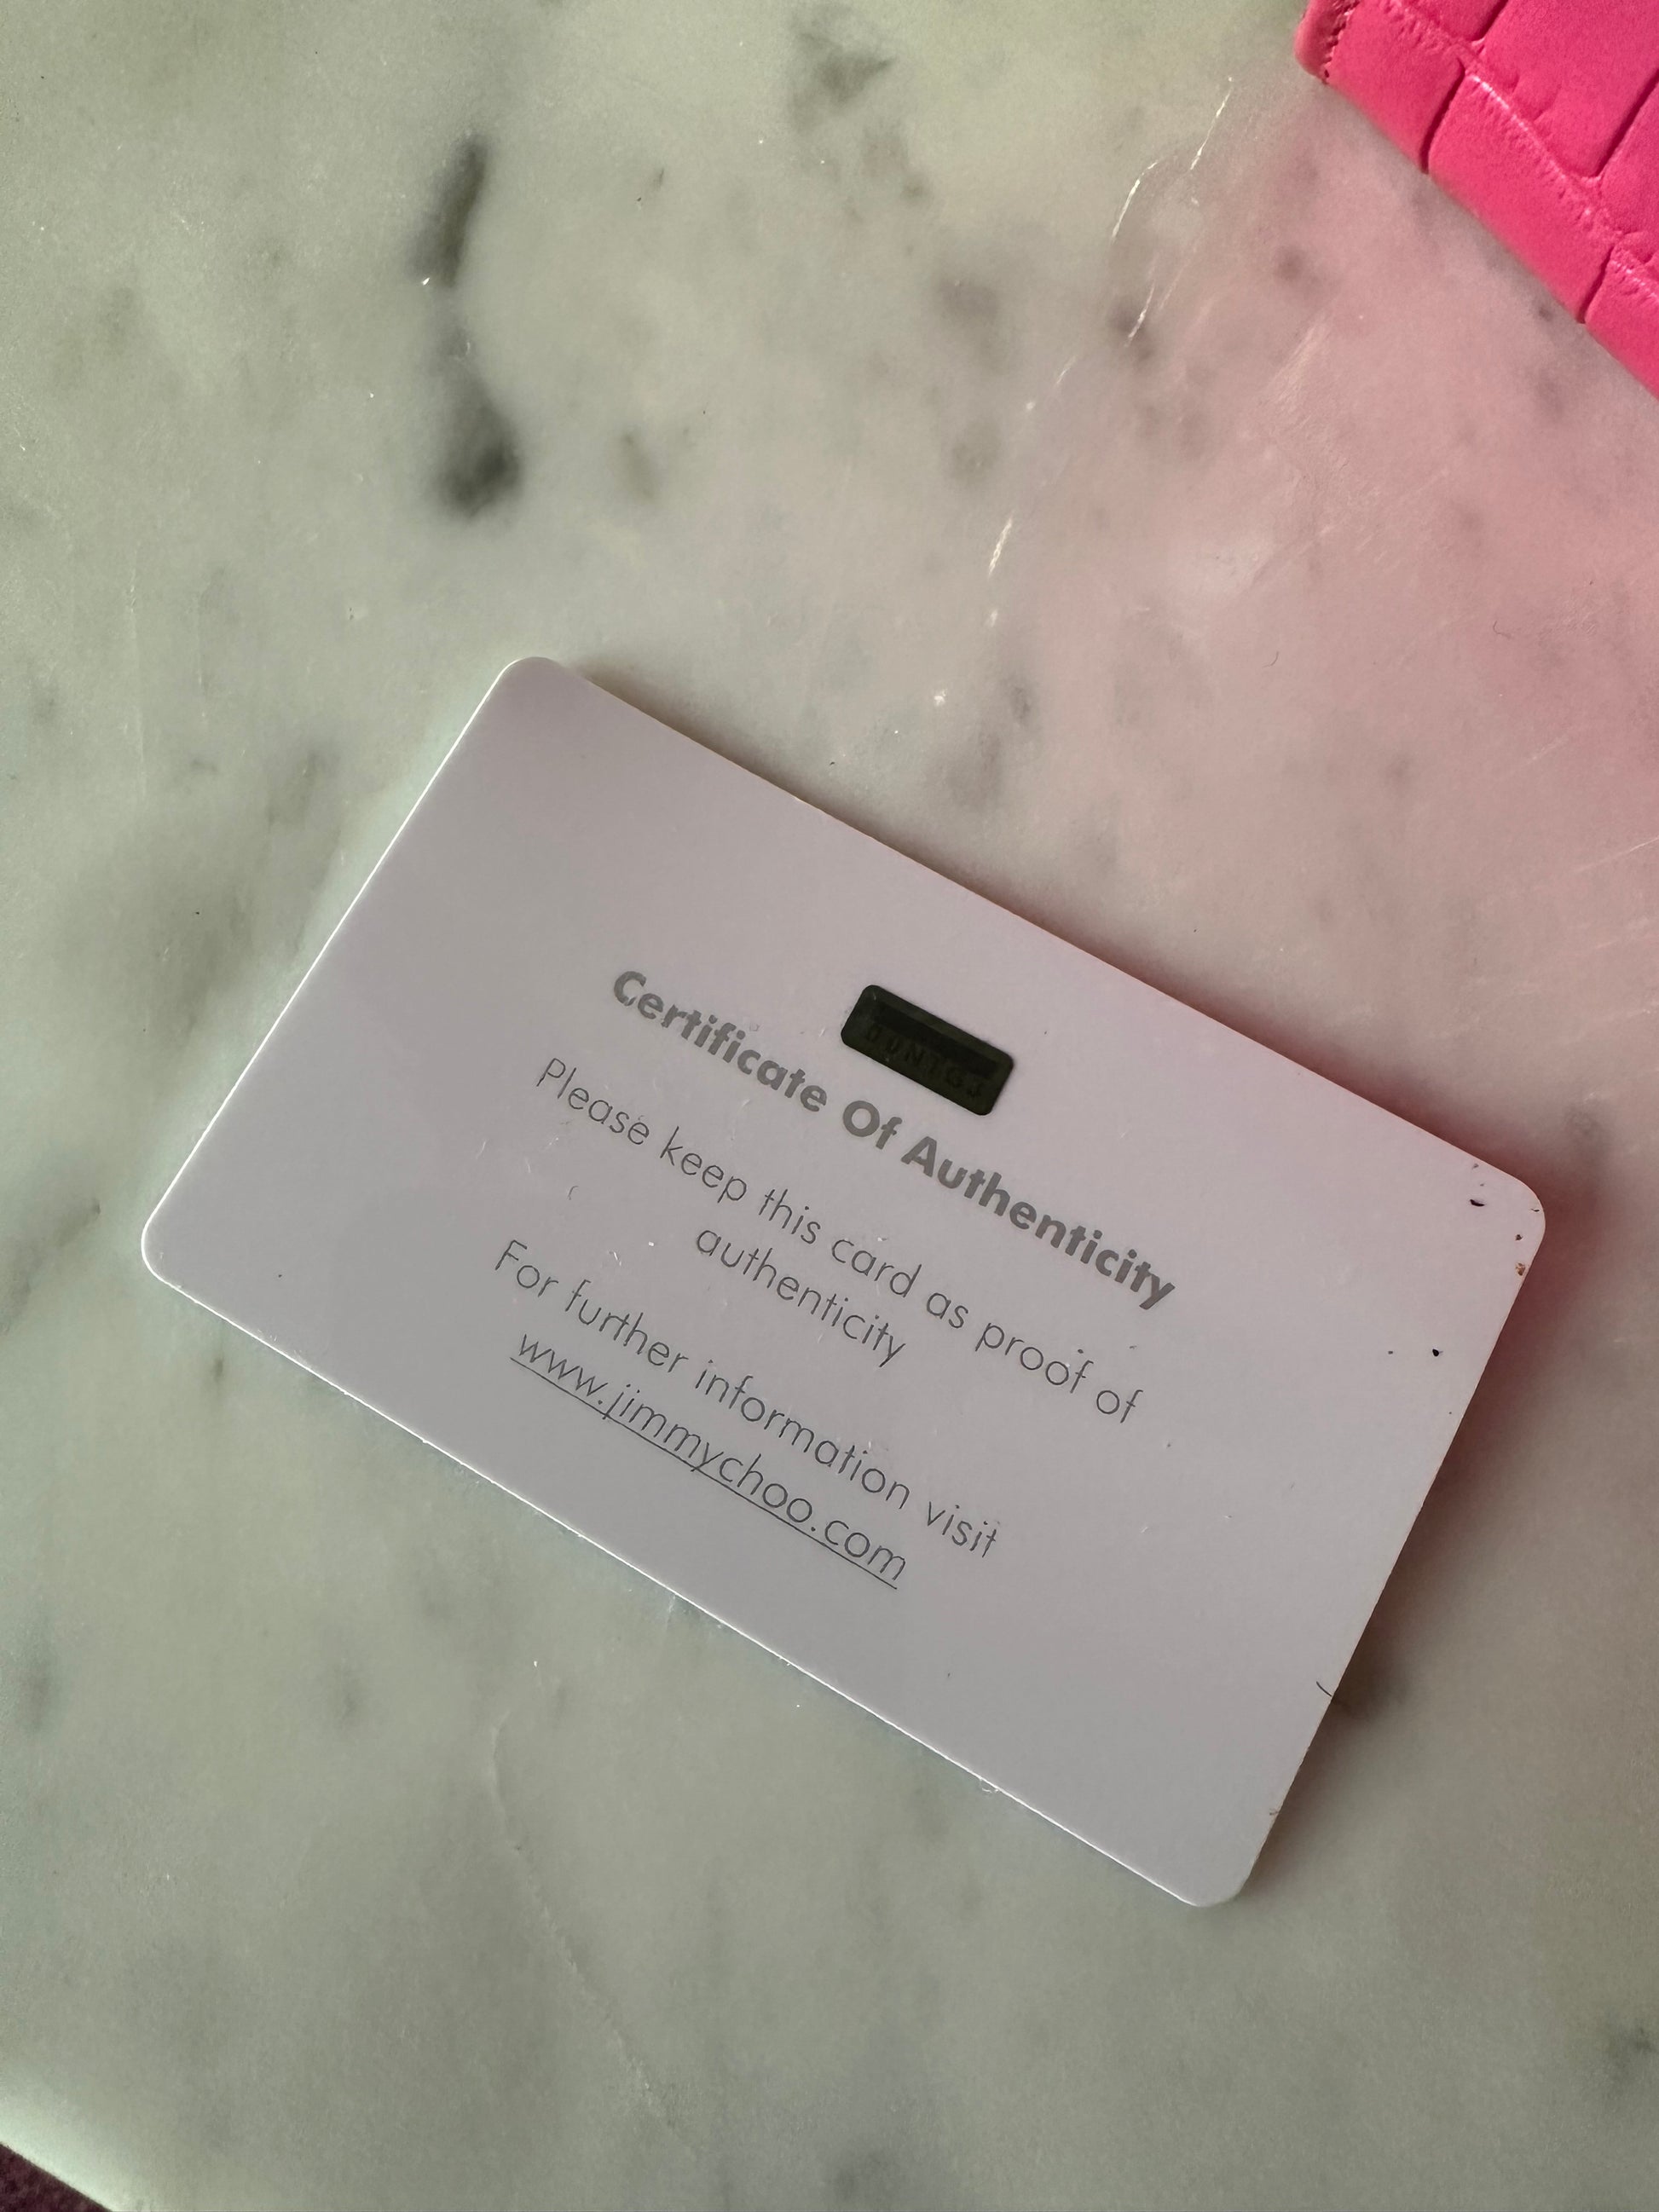 Certificate Of Authenticity
Please keep this card as proof of
authenticity
For further information visit
www.jimmychoo.com